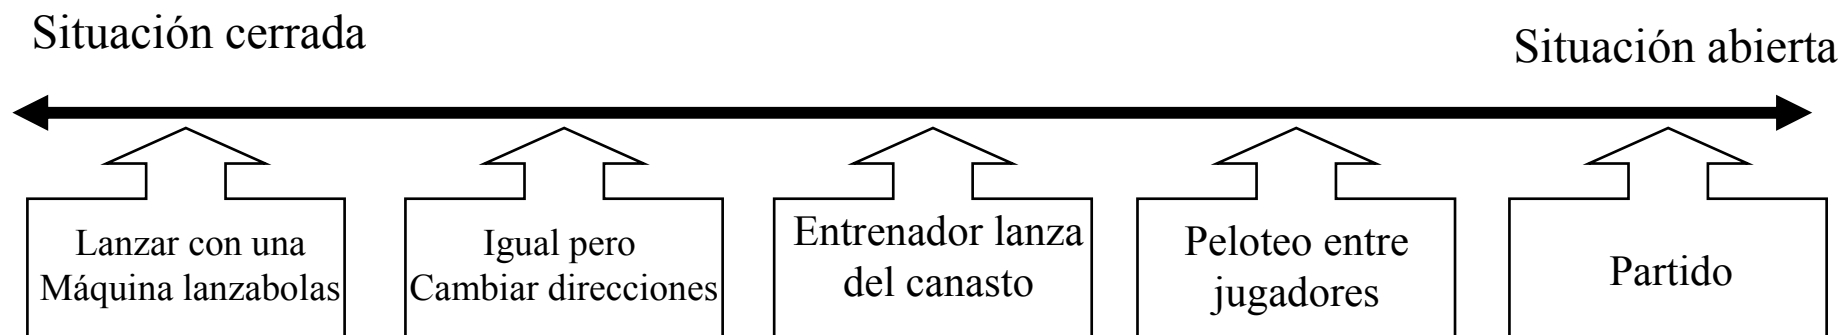 Situación cerrada
Situación abierta
Lanzar con una
Máquina lanzabolas
Igual pero
Cambiar direcciones
Entrenador lanza
del canasto
Peloteo entre
jugadores
Partido